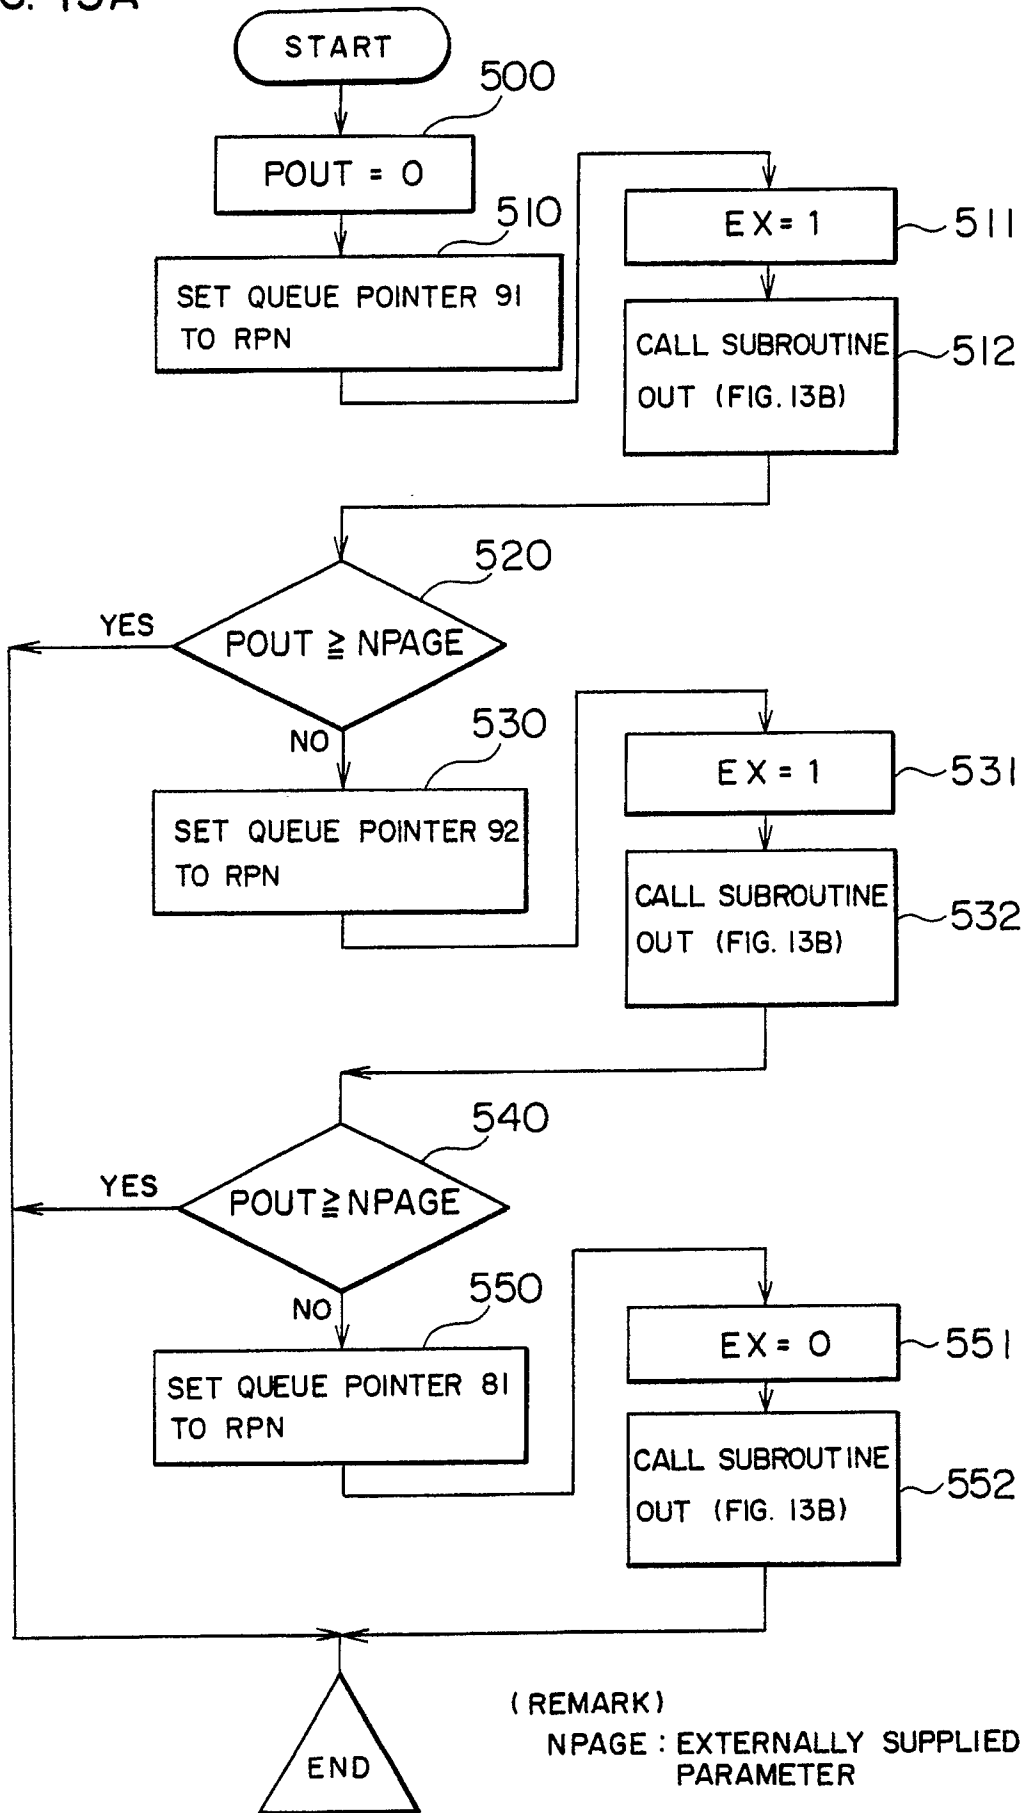 13A
START
500
POUT = 0
510
SET QUEUE POINTER 91
TO RPN
EX = 1
511
CALL SUBROUTINE
OUT (FIG. 13B)
512
520
YES
POUT ≧ NPAGE
NO
530
SET QUEUE POINTER 92
TO RPN
EX = 1
531
CALL SUBROUTINE
OUT (FIG. 13B)
532
540
YES
POUT ≧ NPAGE
NO
550
SET QUEUE POINTER 81
TO RPN
EX = 0
551
CALL SUBROUTINE
OUT (FIG. 13B)
552
END
(REMARK)
NPAGE : EXTERNALLY SUPPLIED
PARAMETER